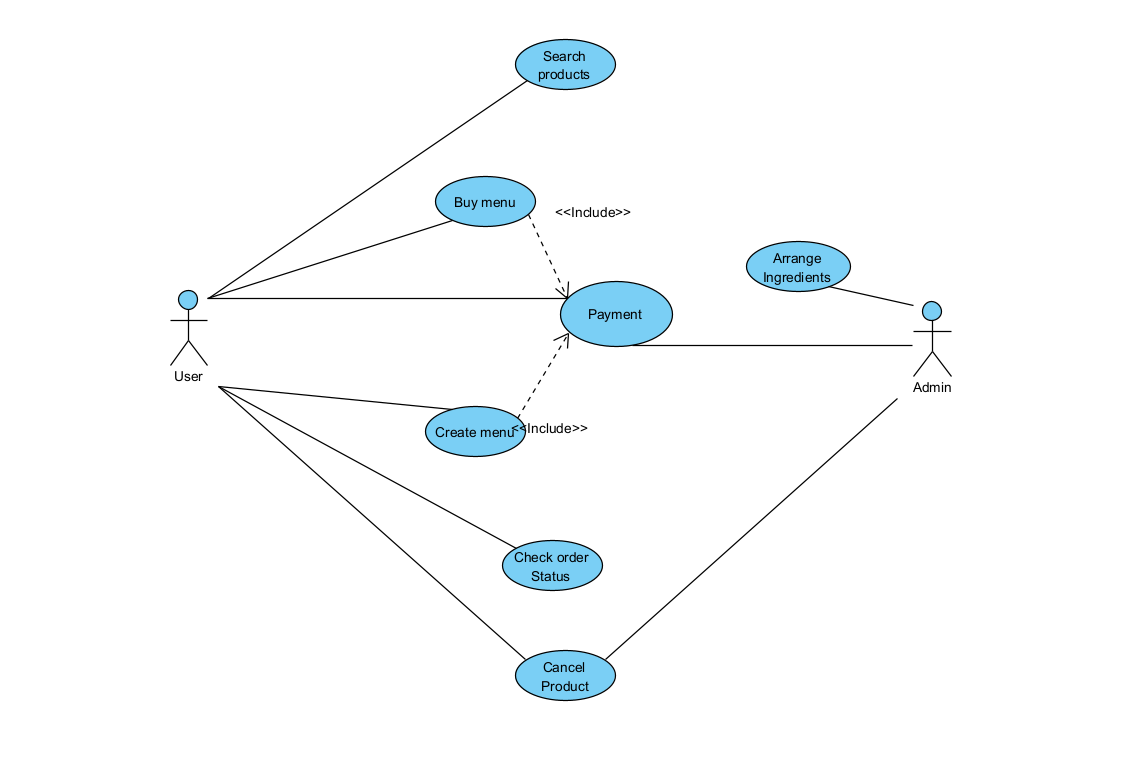 Search
products
Buy menu
<<Include>>
Arrange
Ingredients
Payment
User
Admin
Create menu
<<Include>>
Check order
Status
Cancel
Product